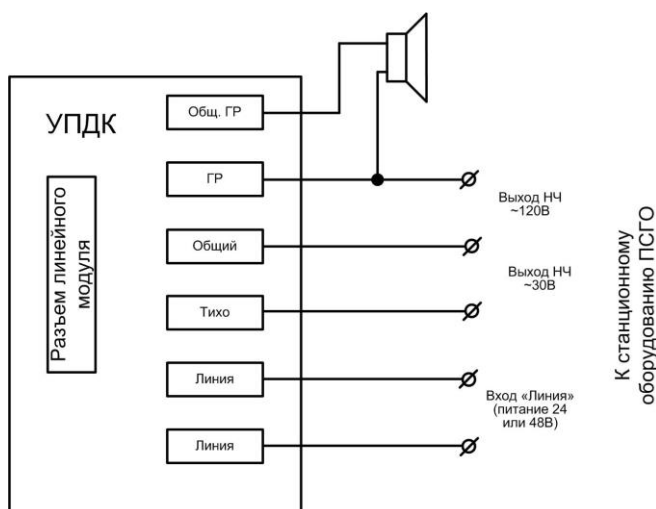 УПДК
Разъем линейного
модуля
Общ. ГР
ГР
Общий
Тихо
Линия
Линия
Выход НЧ
~120В
Выход НЧ
~30В
Вход «Линия»
(питание 24
или 48В)
К станционному
оборудованию ПСГО